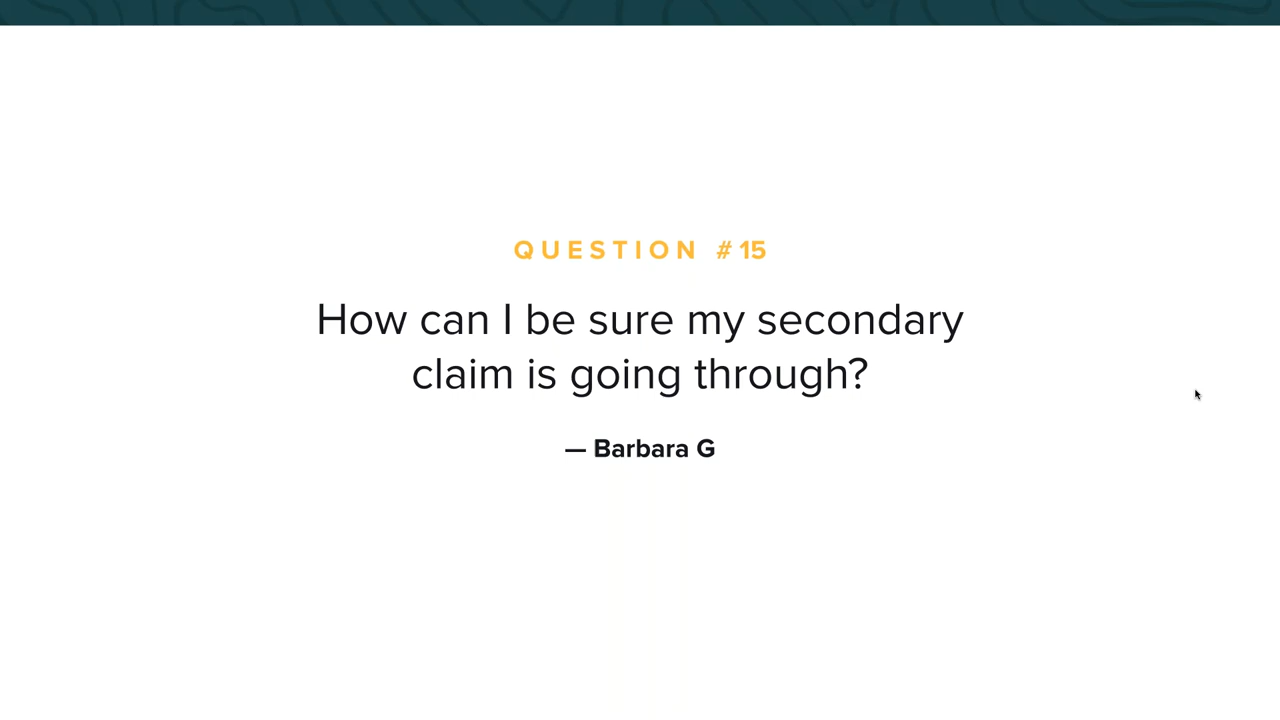 QUESTION #15
How can I be sure my secondary
claim is going through?
— Barbara G